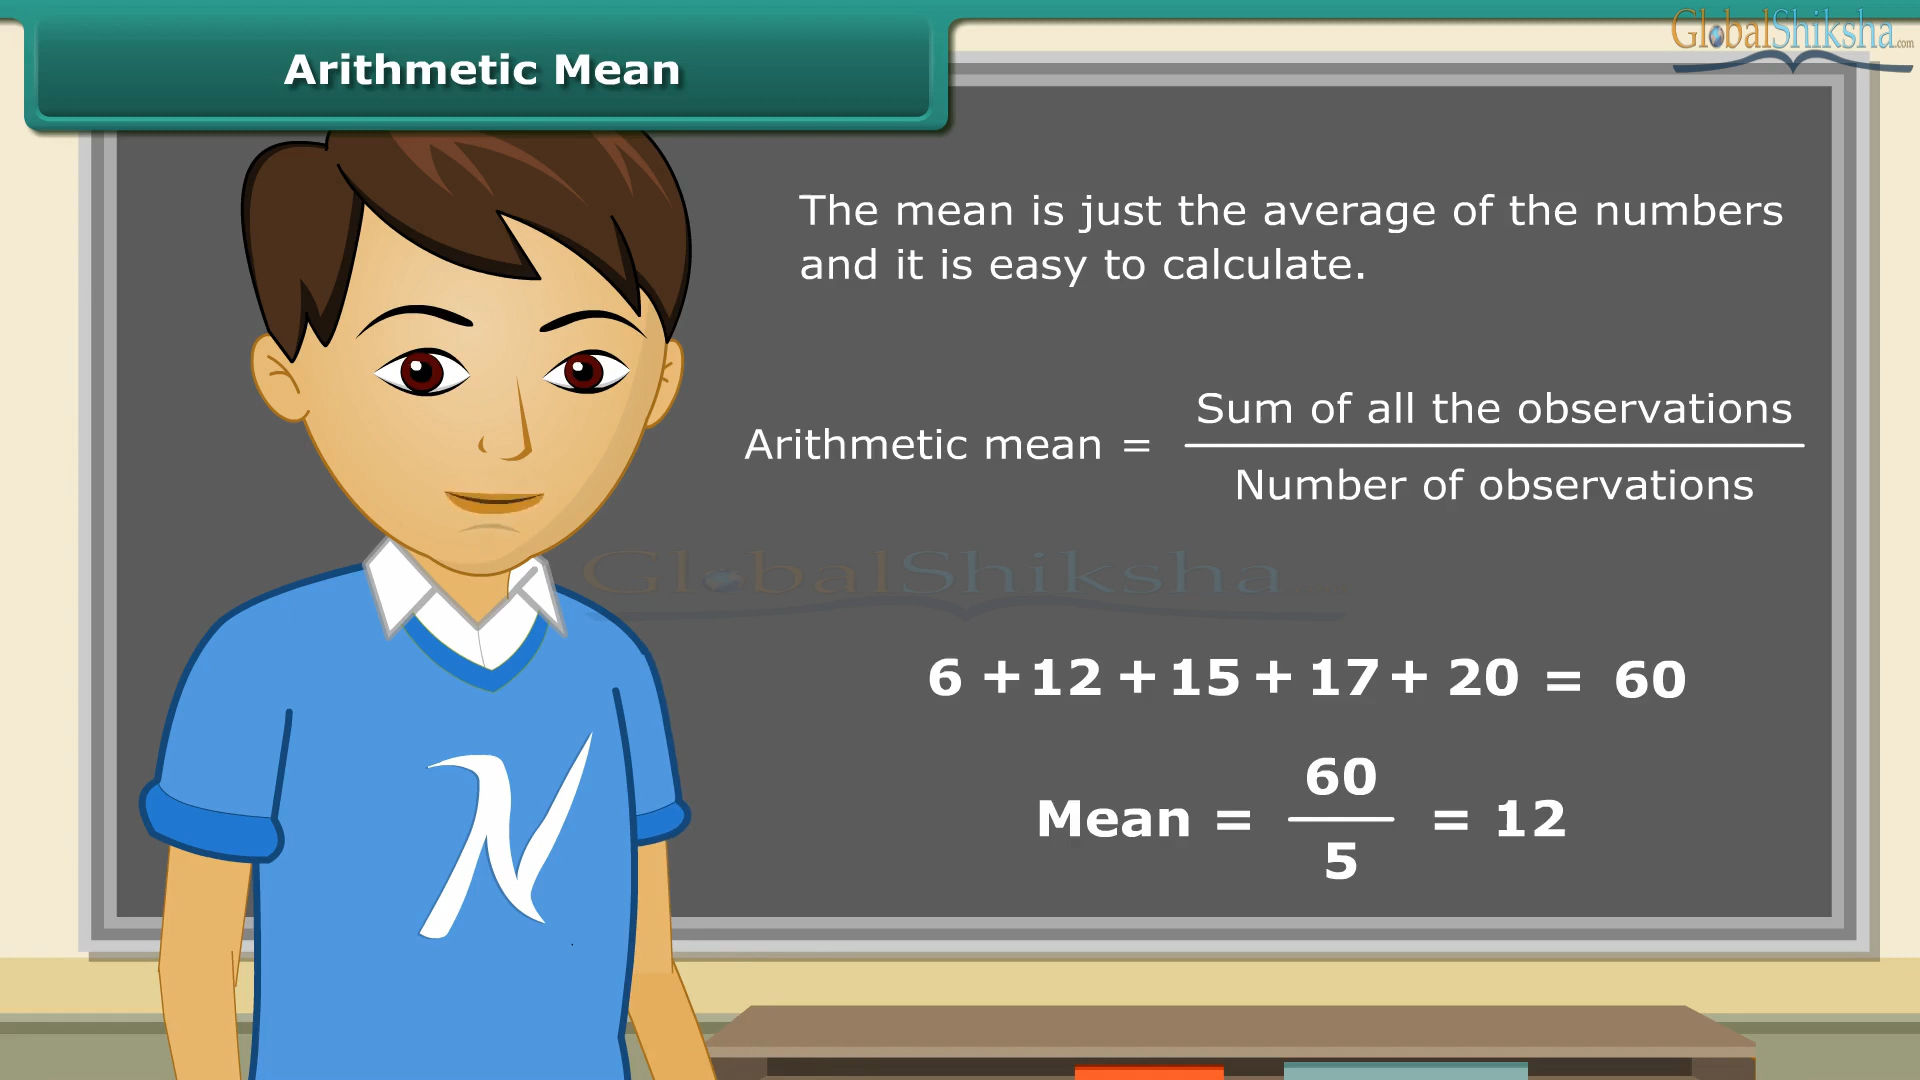 Arithmetic Mean
GlobalShiksha.com
The mean is just the average of the numbers
and it is easy to calculate.
Sum of all the observations
Arithmetic mean =
Number of observations
GlobalShiksha.com
6 + 12 + 15 + 17 + 20 = 60
60
Mean = = 12
5
N